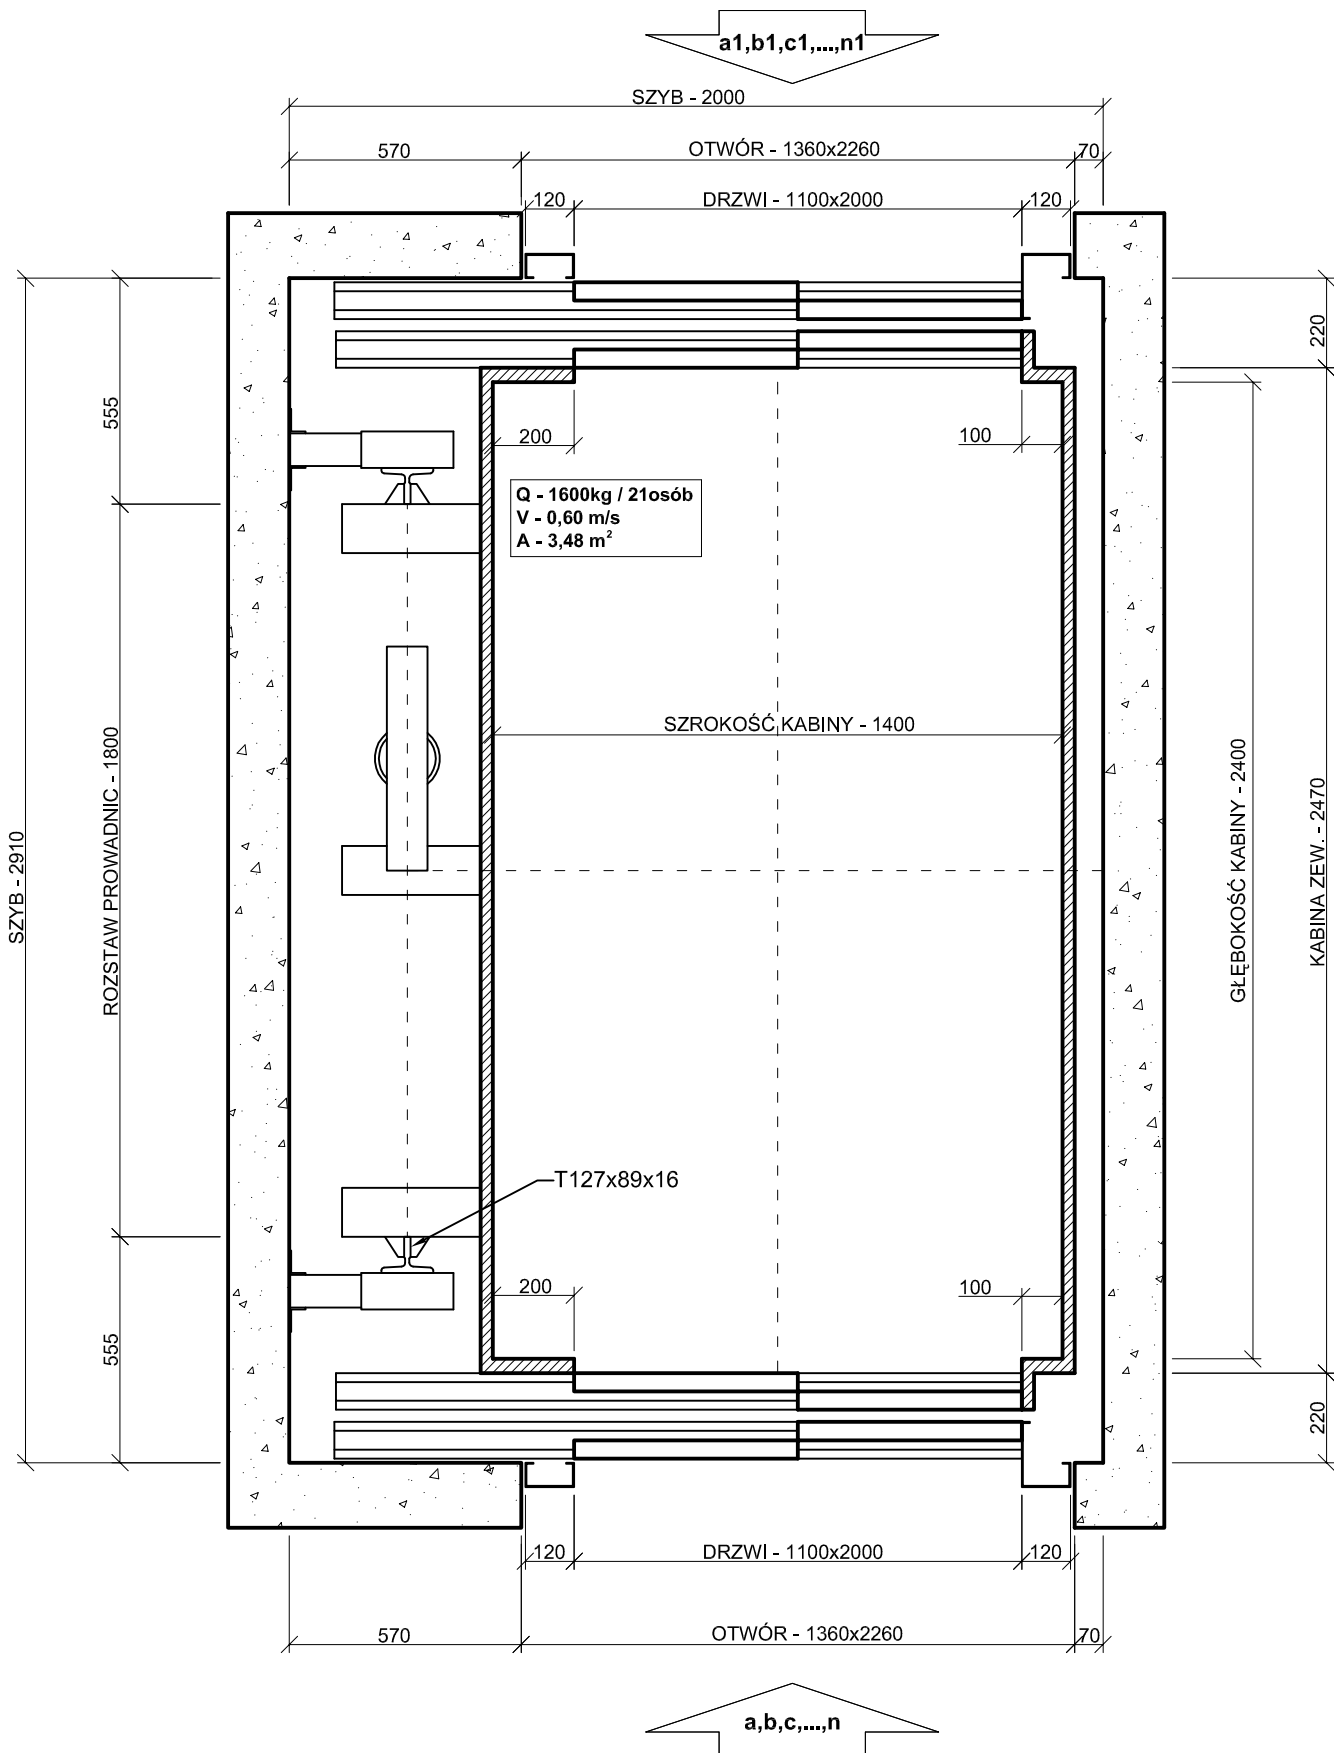 a1,b1,c1,...,n1
SZYB - 2000
570
OTWÓR - 1360x2260
70
120
DRZWI - 1100x2000
120
220
555
200
100
Q - 1600kg / 21osób
V - 0,60 m/s
A - 3,48 m²
SZROKOŚĆ KABINY - 1400
SZYB - 2910
ROZSTAW PROWADNIC - 1800
GŁĘBOKOŚĆ KABINY - 2400
KABINA ZEW. - 2470
T127x89x16
200
100
555
220
120
DRZWI - 1100x2000
120
570
OTWÓR - 1360x2260
70
a,b,c,...,n